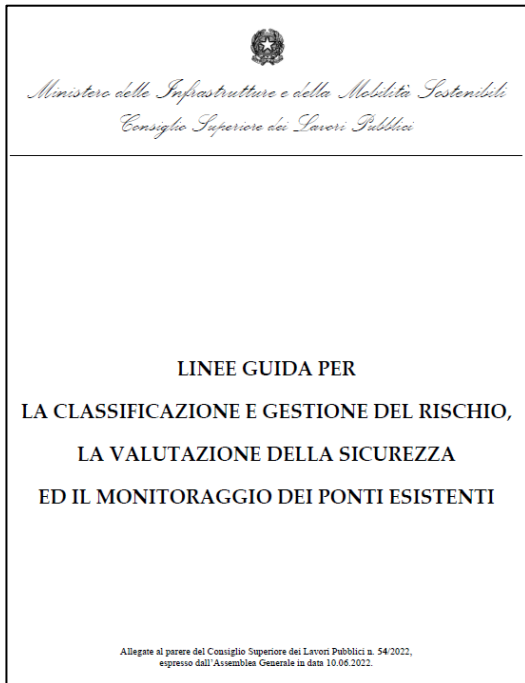 Ministero delle Infrastrutture e della Mobilità Sostenibili
Consiglio Superiore dei Lavori Pubblici
LINEE GUIDA PER
LA CLASSIFICAZIONE E GESTIONE DEL RISCHIO,
LA VALUTAZIONE DELLA SICUREZZA
ED IL MONITORAGGIO DEI PONTI ESISTENTI
Allegate al parere del Consiglio Superiore dei Lavori Pubblici n. 54/2022,
espresso dall'Assemblea Generale in data 10.06.2022.